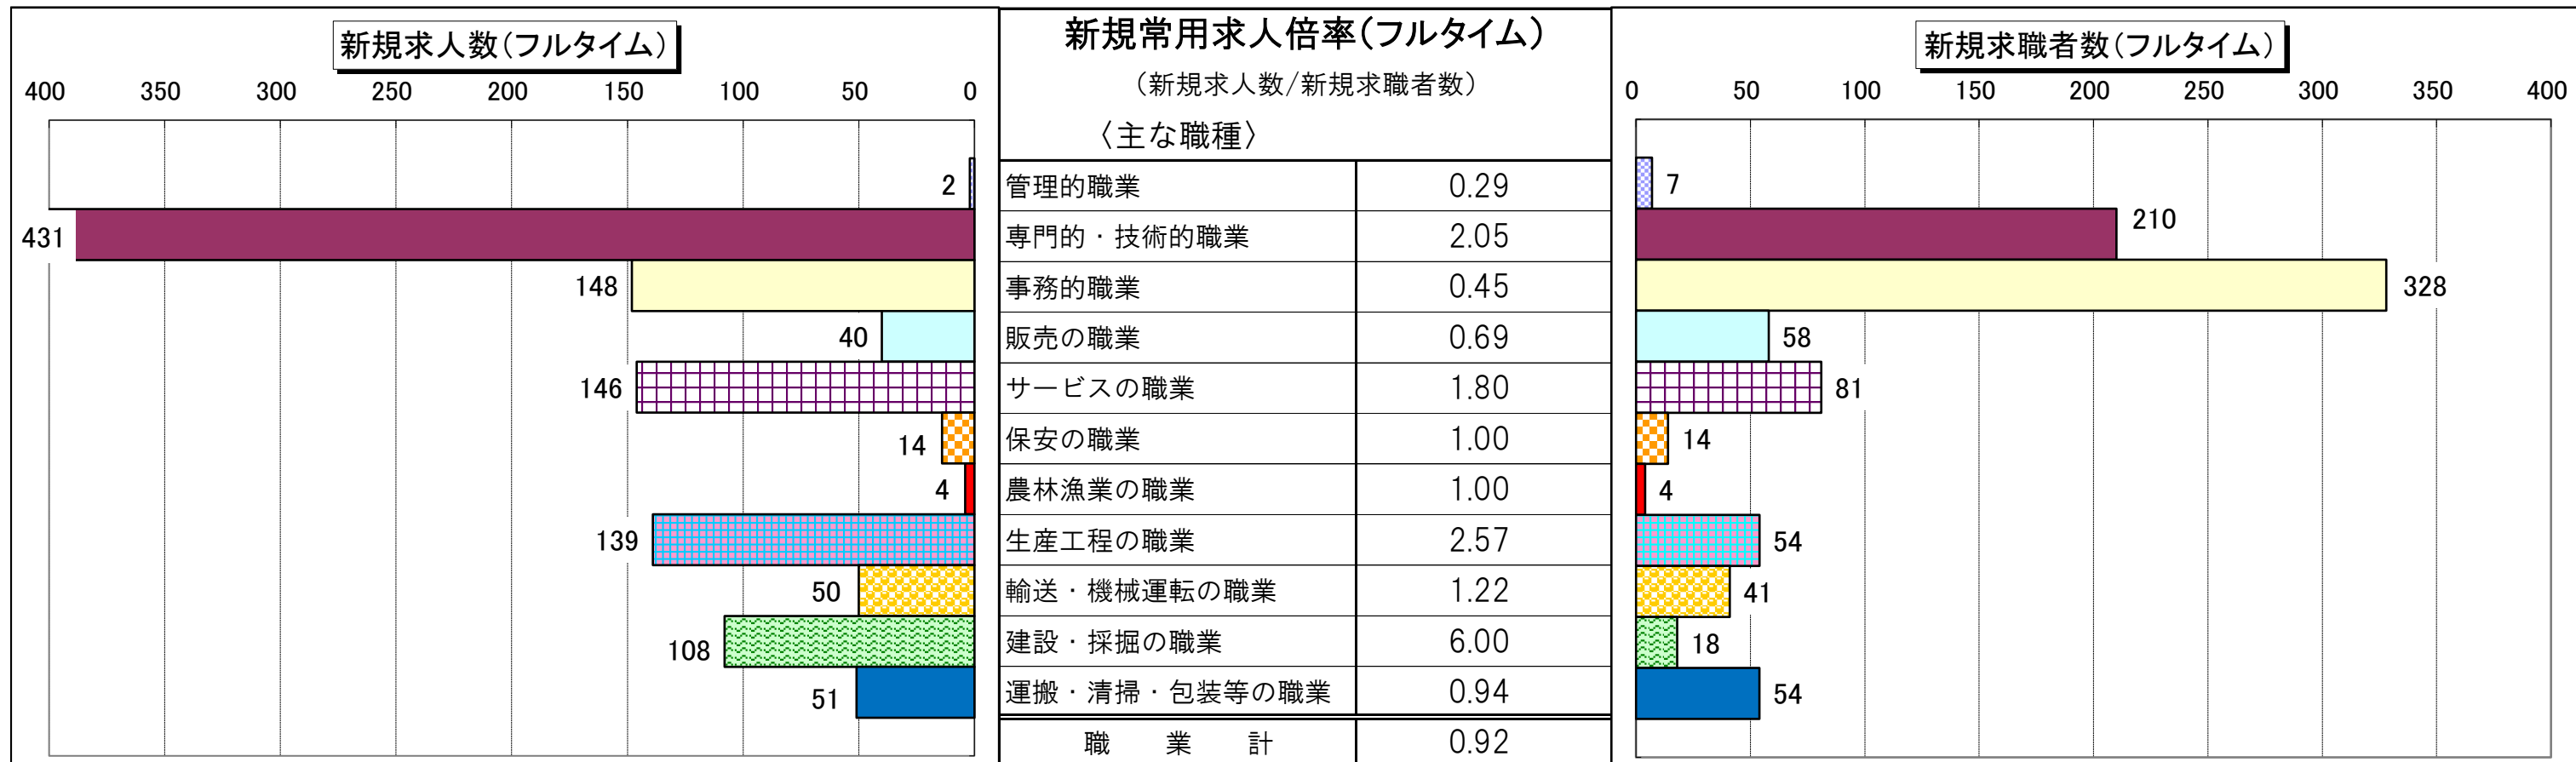 新規求人数(フルタイム)
400 350 300 250 200 150 100 50 0
2
431
148
40
146
14
4
139
50
108
51
新規常用求人倍率(フルタイム)
(新規求人数/新規求職者数)
〈主な職種〉
管理的職業 0.29
専門的・技術的職業 2.05
事務的職業 0.45
販売の職業 0.69
サービスの職業 1.80
保安の職業 1.00
農林漁業の職業 1.00
生産工程の職業 2.57
輸送・機械運転の職業 1.22
建設・採掘の職業 6.00
運搬・清掃・包装等の職業 0.94
職 業 計 0.92
新規求職者数(フルタイム)
0 50 100 150 200 250 300 350 400
7
210
328
58
81
14
4
54
41
18
54